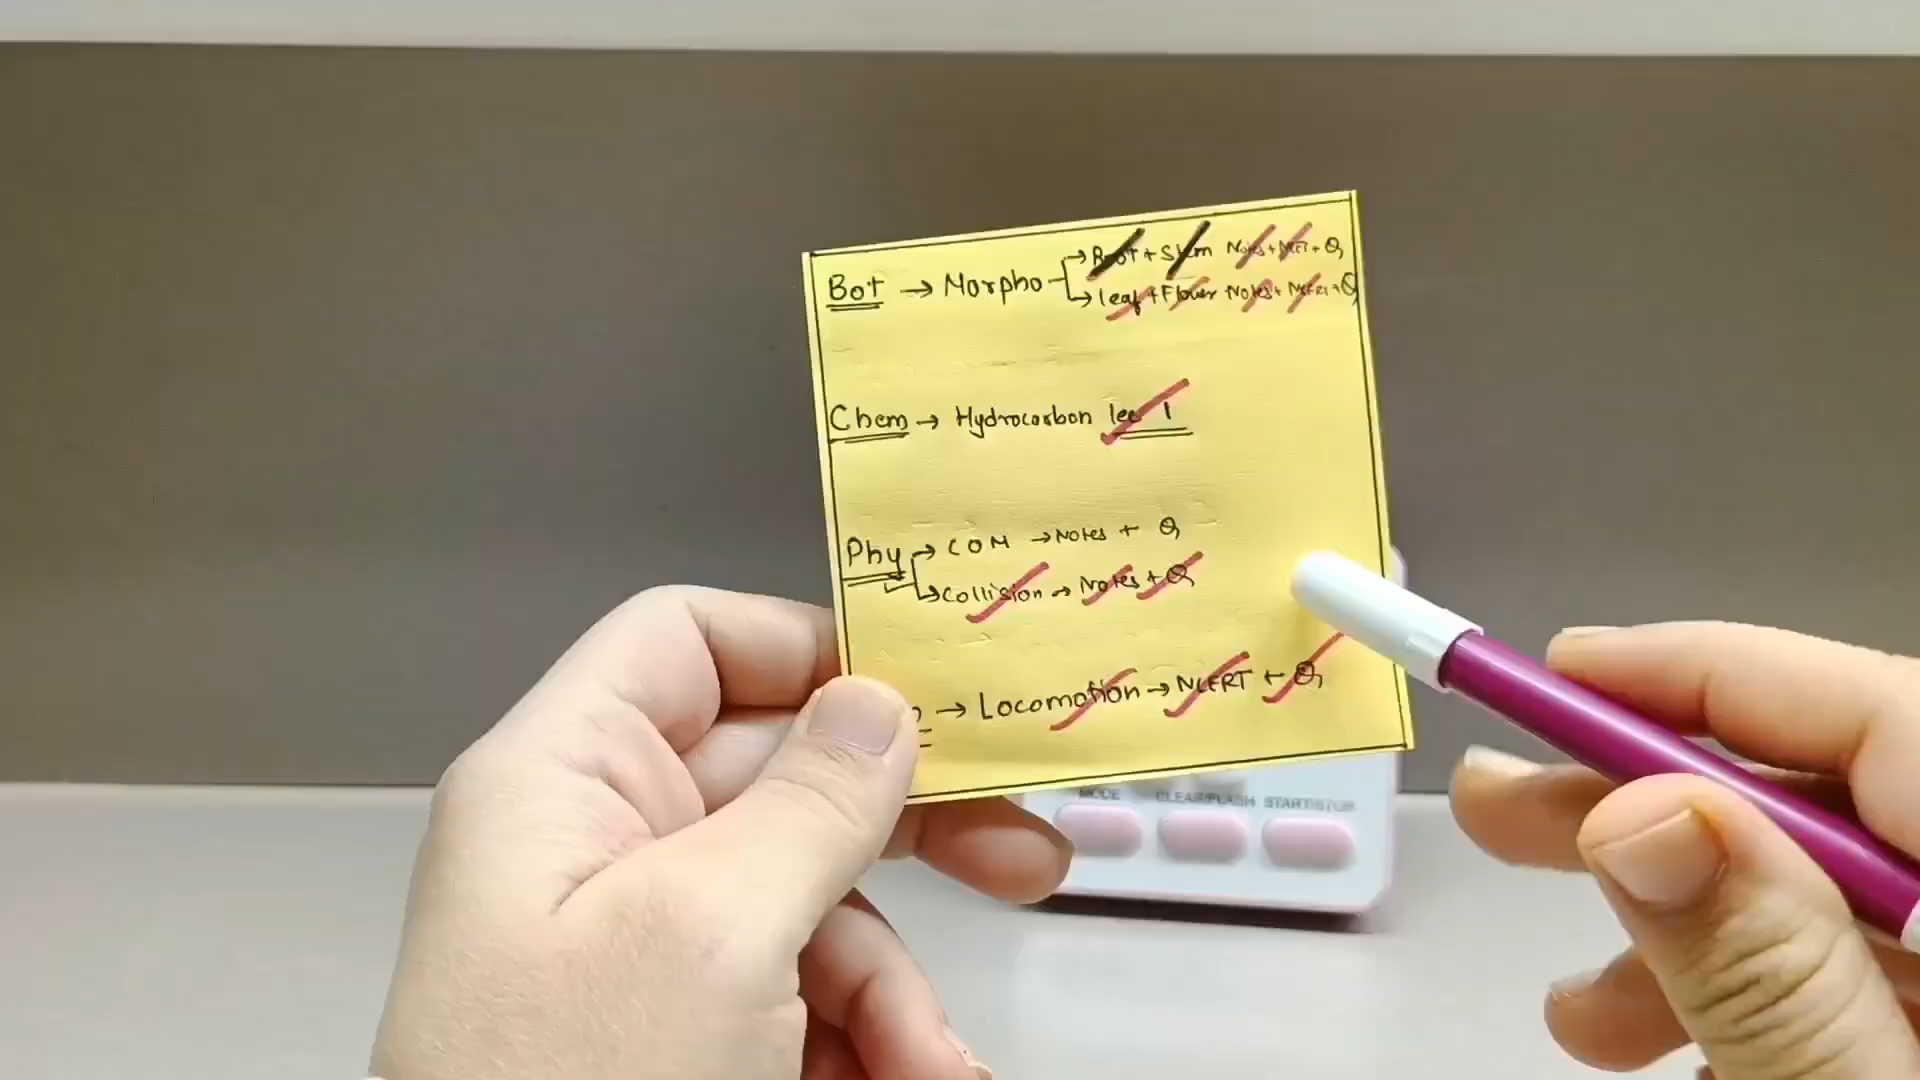 Root + Stem Notes + NCERT + Q
Bot → Morpho
leaf + Flower Notes + NCERT + Q
Chem → Hydrocarbon lec 1
Phy → COM → Notes + Q
Collision → Notes + Q
→ Locomotion → NCERT + Q
MODE CLEAR/FLASH START/STOP